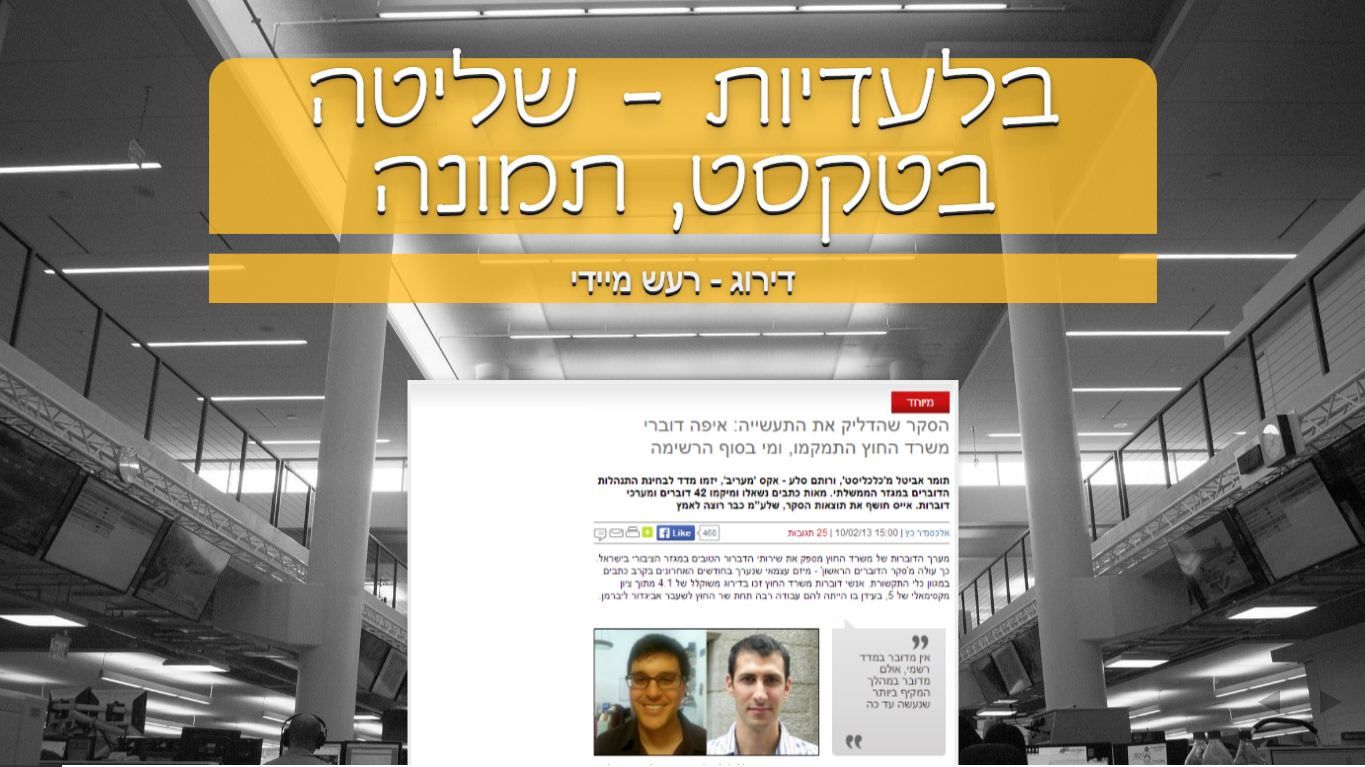 בלעדיות - שליטה
בטקסט, תמונה
דירוג - רעש מיידי
מיוחד
הסקר שהדליק את התעשייה: איפה דוברי
משרד החוץ התמקמו, ומי בסוף הרשימה
תומר אביטל מ'כלכליסט', ורותם סלע - אקס 'מעריב', יזמו מדד לבחינת התנהלות
הדוברים במגזר הממשלתי. מאות כתבים נשאלו ומיקמו 42 דוברים ומערכי
דוברות. אייס חושף את תוצאות הסקר, שלע"מ כבר רוצה לאמץ
אלכסנדר כץ | 10/02/13 15:00 | 25 תגובות
Like 460
מערך הדוברות של משרד החוץ מספק את שירותי הדברור הטובים במגזר הציבורי בישראל.
כך עולה מ'סקר הדוברים הראשון' - מיזם עצמאי שנערך בחודשים האחרונים בקרב כתבים
במגוון כלי התקשורת. אנשי דוברות משרד החוץ זכו בדירוג משוקלל של 4.1 מתוך ציון
מקסימאלי של 5, בעידן בו הייתה להם עבודה רבה תחת שר החוץ לשעבר אביגדור ליברמן.
אין מדובר במדד
רשמי, אולם
מדובר במהלך
המקיף ביותר
שנעשה עד כה